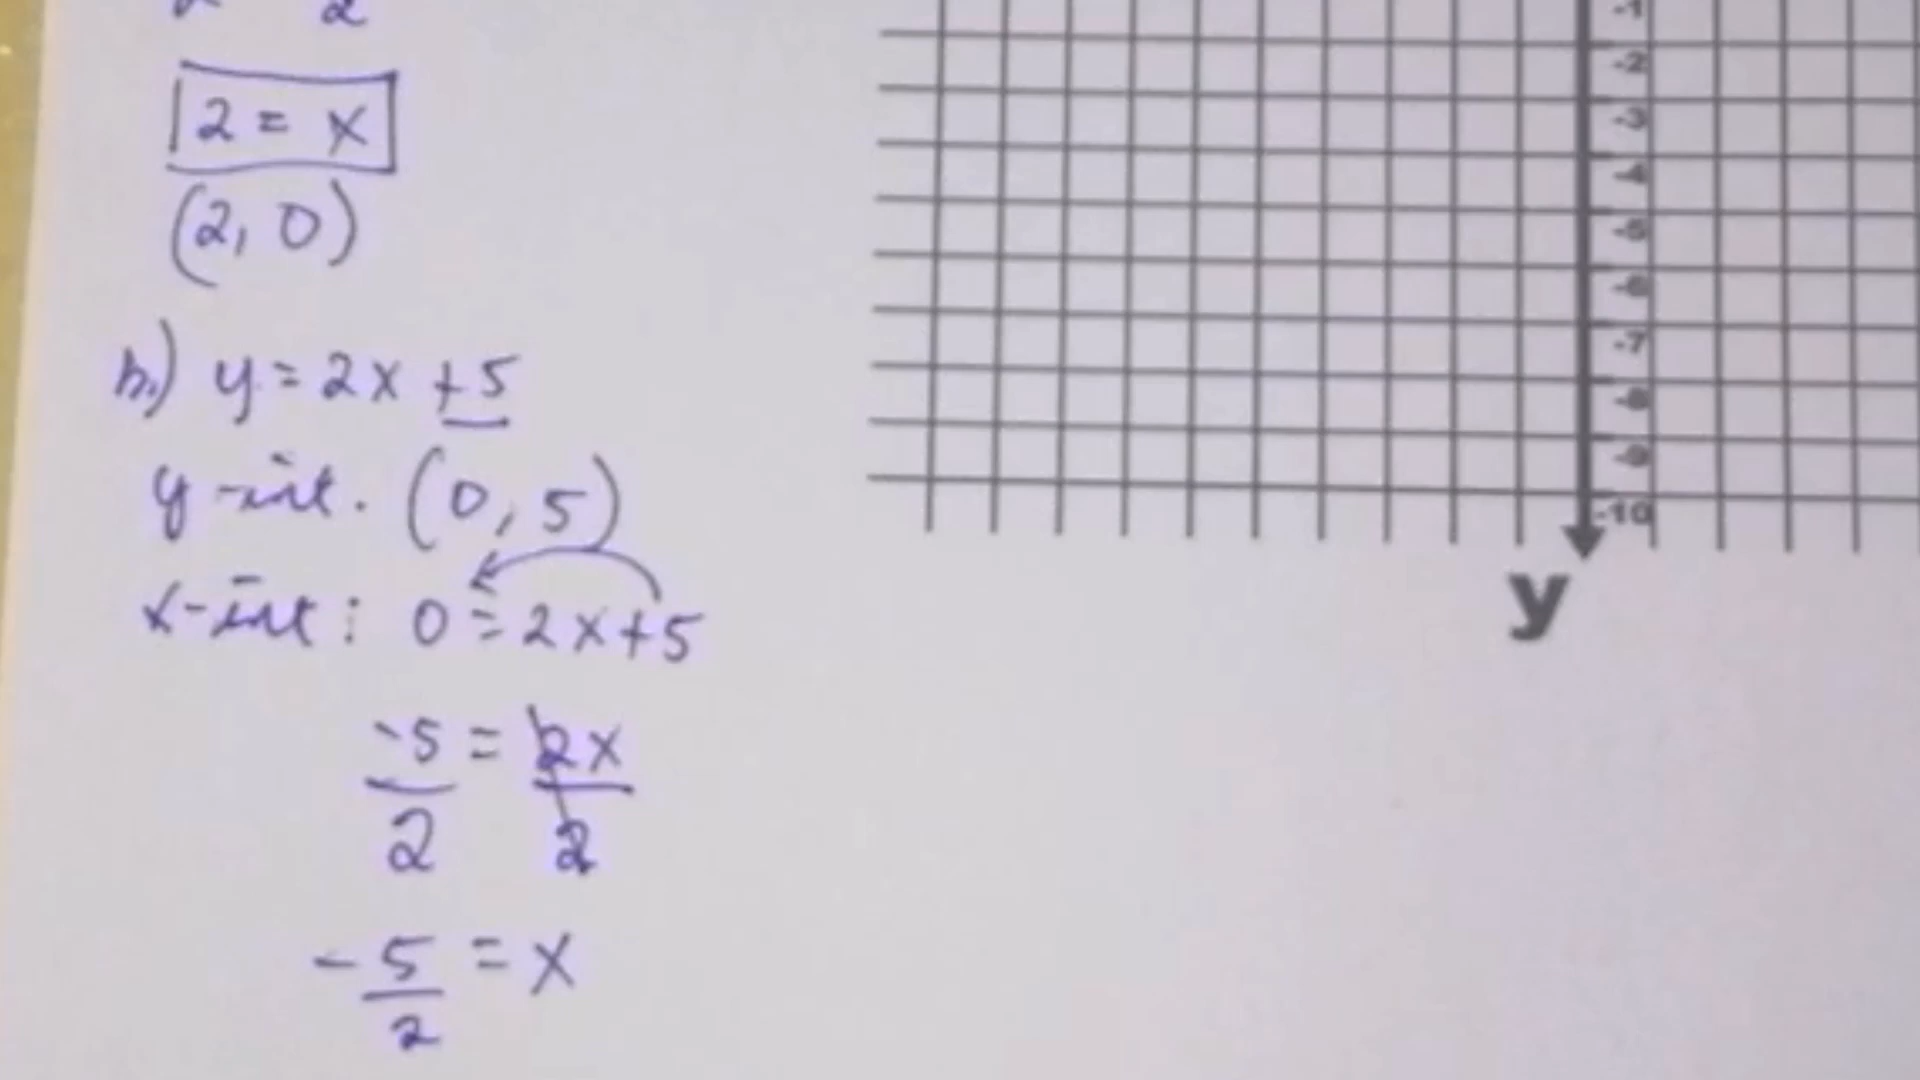 2
2 = x
(2, 0)
b.) y = 2x + 5
y-int. (0, 5)
x-int: 0 = 2x + 5
-5/2 = 2x/2
-5/2 = x
-1
-2
-3
-4
-5
-6
-7
-8
-9
-10
y